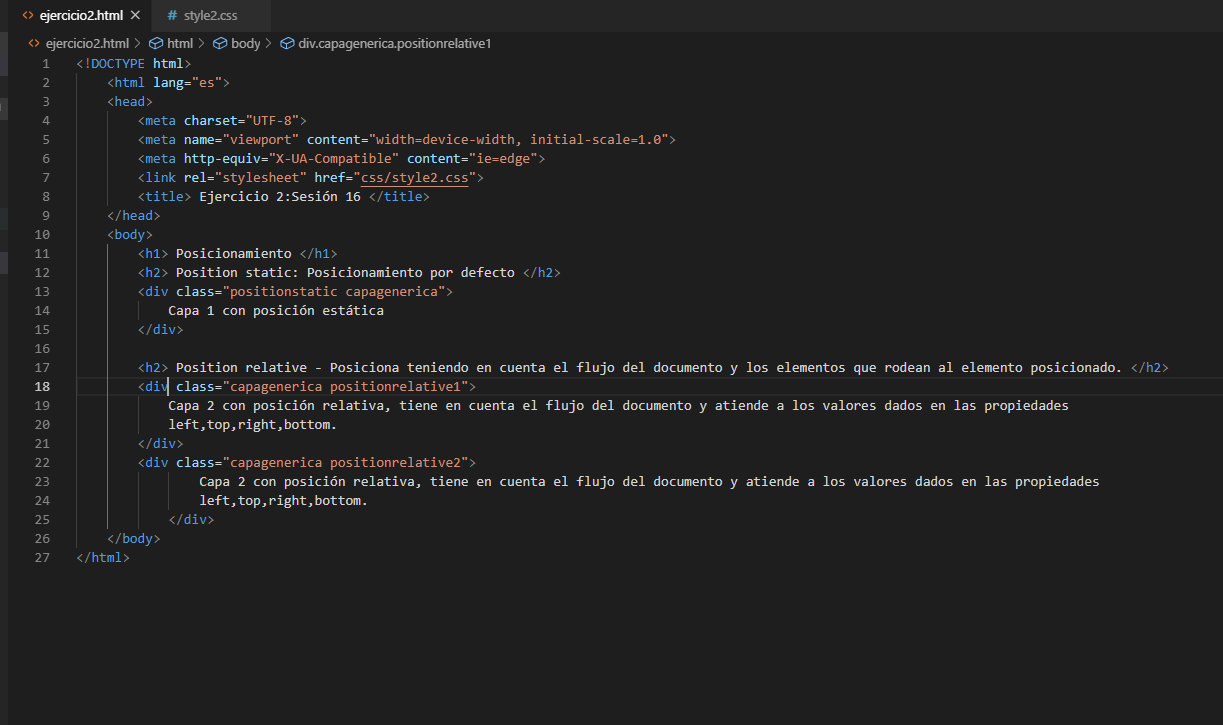 ejercicio2.html × # style2.css
ejercicio2.html > html > body > div.capagenerica.positionrelative1
1 <!DOCTYPE html>
2 <html lang="es">
3 <head>
4 <meta charset="UTF-8">
5 <meta name="viewport" content="width=device-width, initial-scale=1.0">
6 <meta http-equiv="X-UA-Compatible" content="ie=edge">
7 <link rel="stylesheet" href="css/style2.css">
8 <title> Ejercicio 2:Sesión 16 </title>
9 </head>
10 <body>
11 <h1> Posicionamiento </h1>
12 <h2> Position static: Posicionamiento por defecto </h2>
13 <div class="positionstatic capagenerica">
14 Capa 1 con posición estática
15 </div>
16
17 <h2> Position relative - Posiciona teniendo en cuenta el flujo del documento y los elementos que rodean al elemento posicionado. </h2>
18 <div class="capagenerica positionrelative1">
19 Capa 2 con posición relativa, tiene en cuenta el flujo del documento y atiende a los valores dados en las propiedades
20 left,top,right,bottom.
21 </div>
22 <div class="capagenerica positionrelative2">
23 Capa 2 con posición relativa, tiene en cuenta el flujo del documento y atiende a los valores dados en las propiedades
24 left,top,right,bottom.
25 </div>
26 </body>
27 </html>